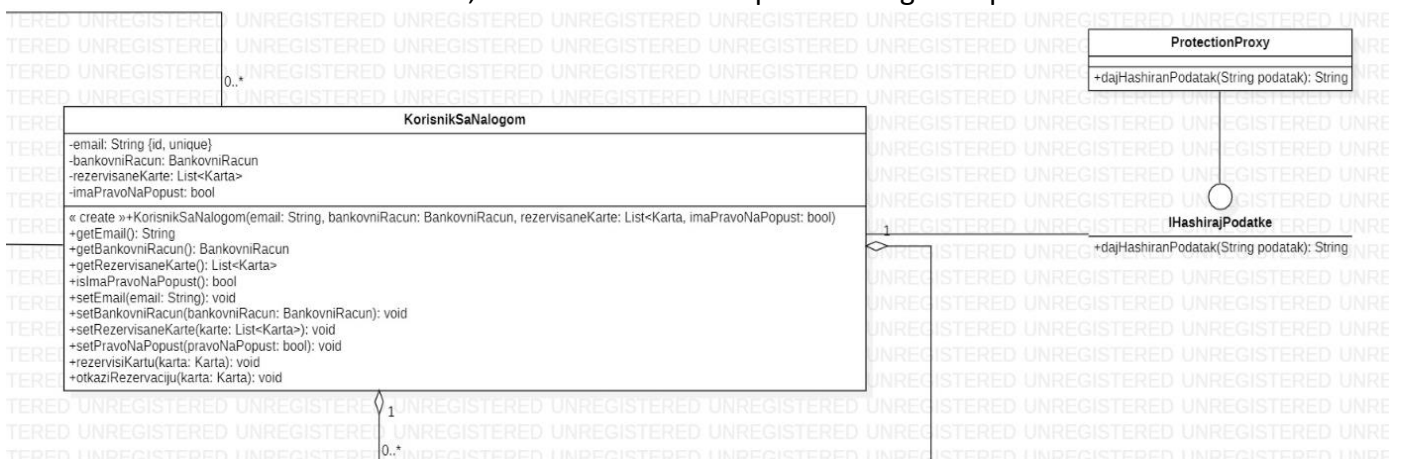 ProtectionProxy
+dajHashiranPodatak(String podatak): String
0..*
KorisnikSaNalogom
-email: String {id, unique}
-bankovniRacun: BankovniRacun
-rezervisaneKarte: List<Karta>
-imaPravoNaPopust: bool
« create »+KorisnikSaNalogom(email: String, bankovniRacun: BankovniRacun, rezervisaneKarte: List<Karta, imaPravoNaPopust: bool)
+getEmail(): String
+getBankovniRacun(): BankovniRacun
+getRezervisaneKarte(): List<Karta>
+isImaPravoNaPopust(): bool
+setEmail(email: String): void
+setBankovniRacun(bankovniRacun: BankovniRacun): void
+setRezervisaneKarte(karte: List<Karta>): void
+setPravoNaPopust(pravoNaPopust: bool): void
+rezervisiKartu(karta: Karta): void
+otkaziRezervaciju(karta: Karta): void
1
IHashirajPodatke
+dajHashiranPodatak(String podatak): String
1
0..*